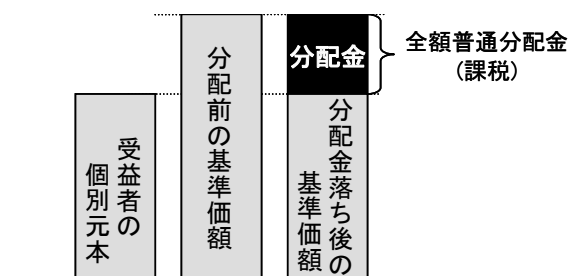 受益者の
個別元本
分配前の基準価額
分配金
分配金落ち後の
基準価額
全額普通分配金
(課税)